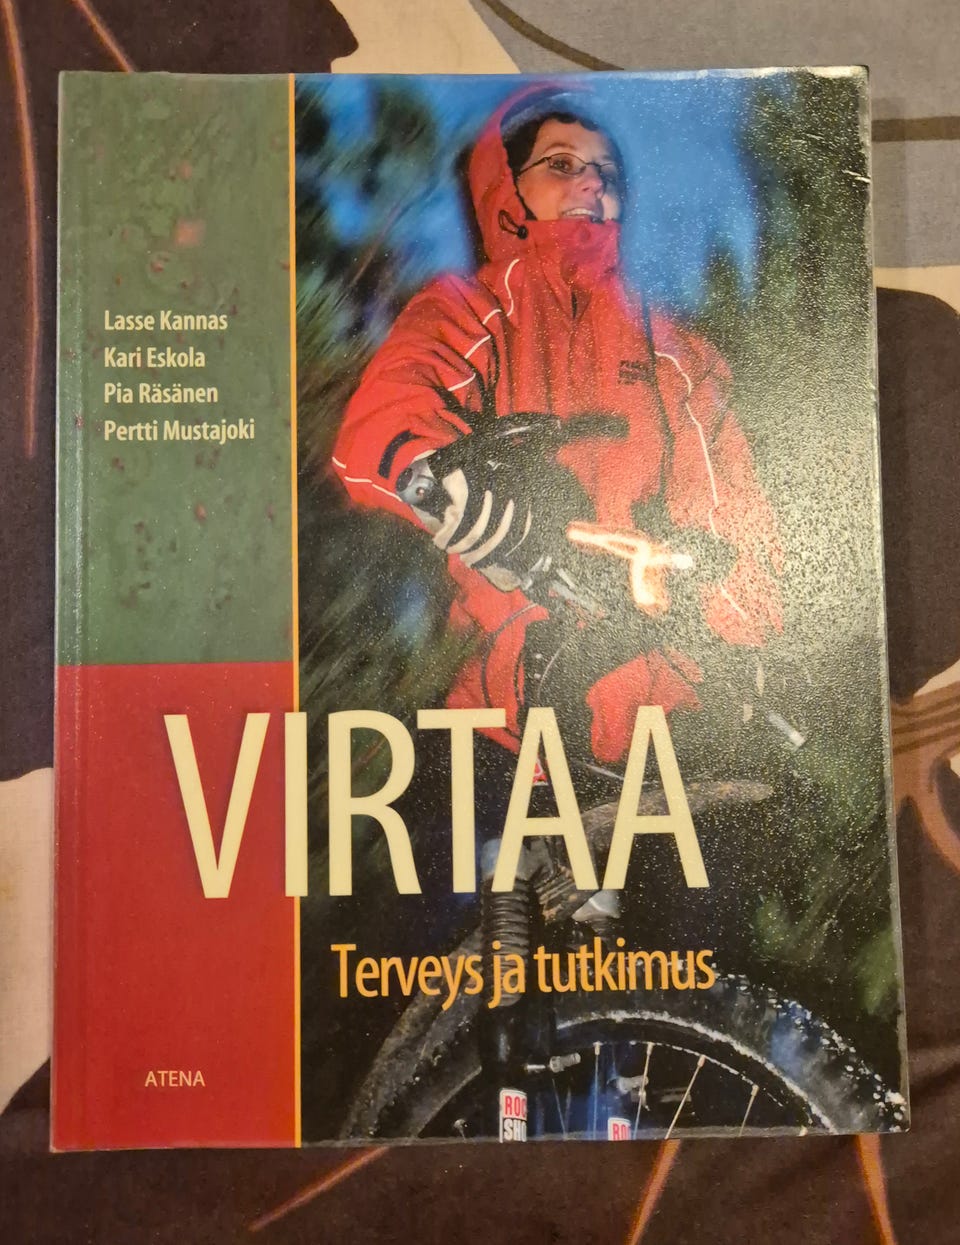 Lasse Kannas
Kari Eskola
Pia Räsänen
Pertti Mustajoki
VIRTAA
Terveys ja tutkimus
ATENA